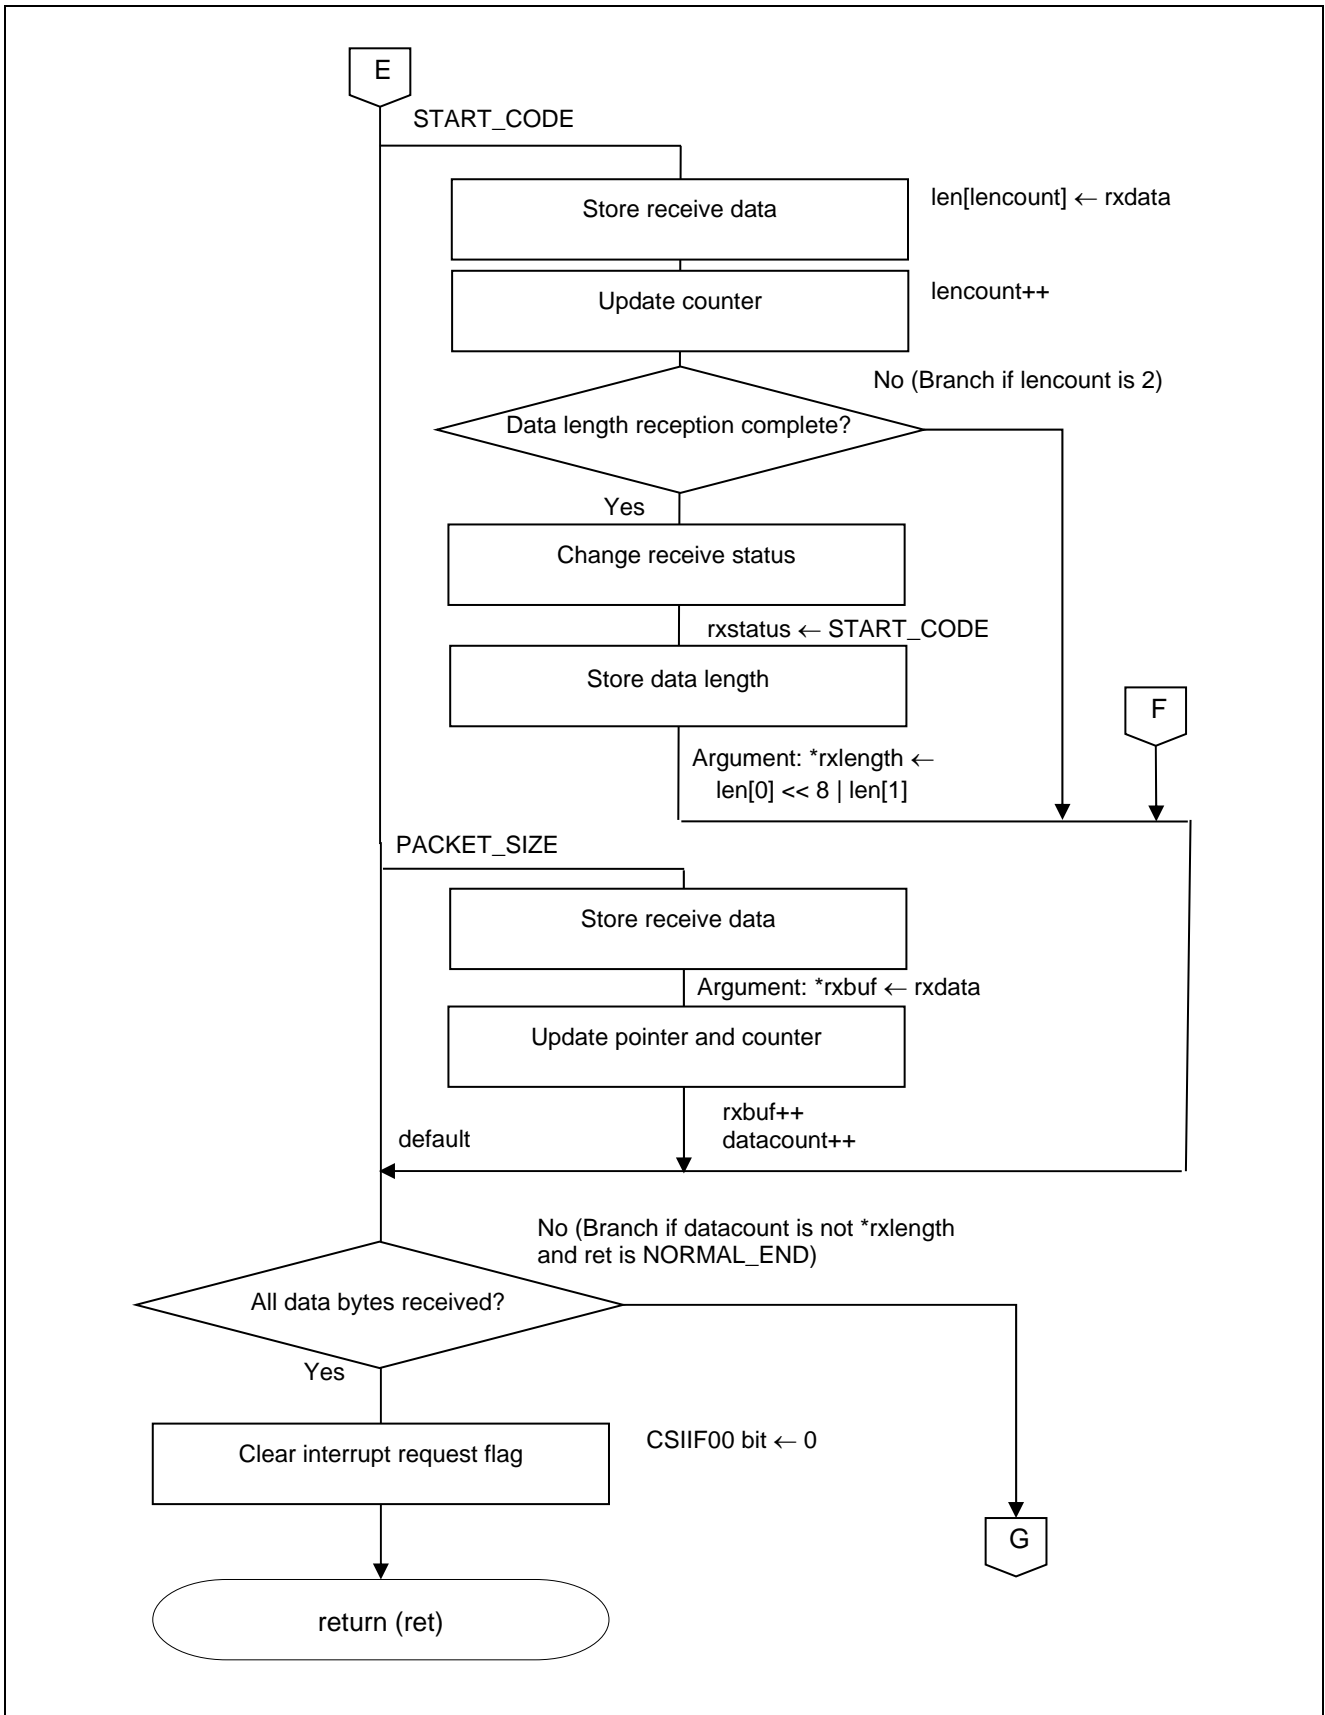 E
START_CODE
Store receive data
len[lencount] ← rxdata
Update counter
lencount++
No (Branch if lencount is 2)
Data length reception complete?
Yes
Change receive status
rxstatus ← START_CODE
Store data length
F
Argument: *rxlength ←
len[0] << 8 | len[1]
PACKET_SIZE
Store receive data
Argument: *rxbuf ← rxdata
Update pointer and counter
rxbuf++
datacount++
default
No (Branch if datacount is not *rxlength
and ret is NORMAL_END)
All data bytes received?
Yes
Clear interrupt request flag
CSIIF00 bit ← 0
G
return (ret)